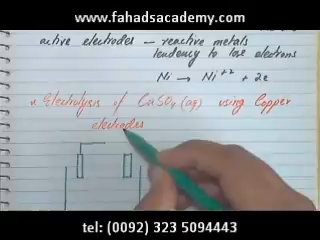 www.fahadsacademy.com
active electrodes – reactive metals
tendency to lose electrons
Ni → Ni⁺² + 2e
Electrolysis of CuSO₄(aq) using Copper
electrodes
tel: (0092) 323 5094443